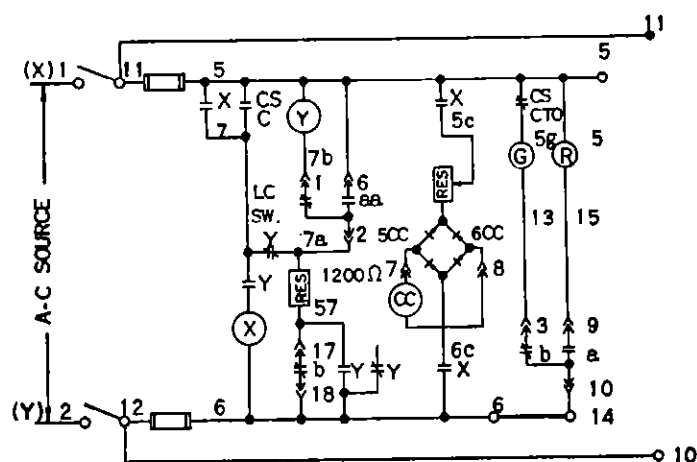 11
(X) 1
11
5
5
X
CS
C
Y
X
5c
CS
CTO
7
7b
G
5g
R
5
1
6
aa
RES
LC
SW.
13
15
Y
7a
2
5CC
6CC
A-C SOURCE
RES
1200Ω
7
8
Y
CC
57
X
17
3
9
b
Y
Y
6c
X
b
a
18
10
(Y) 2
12
6
6
14
10